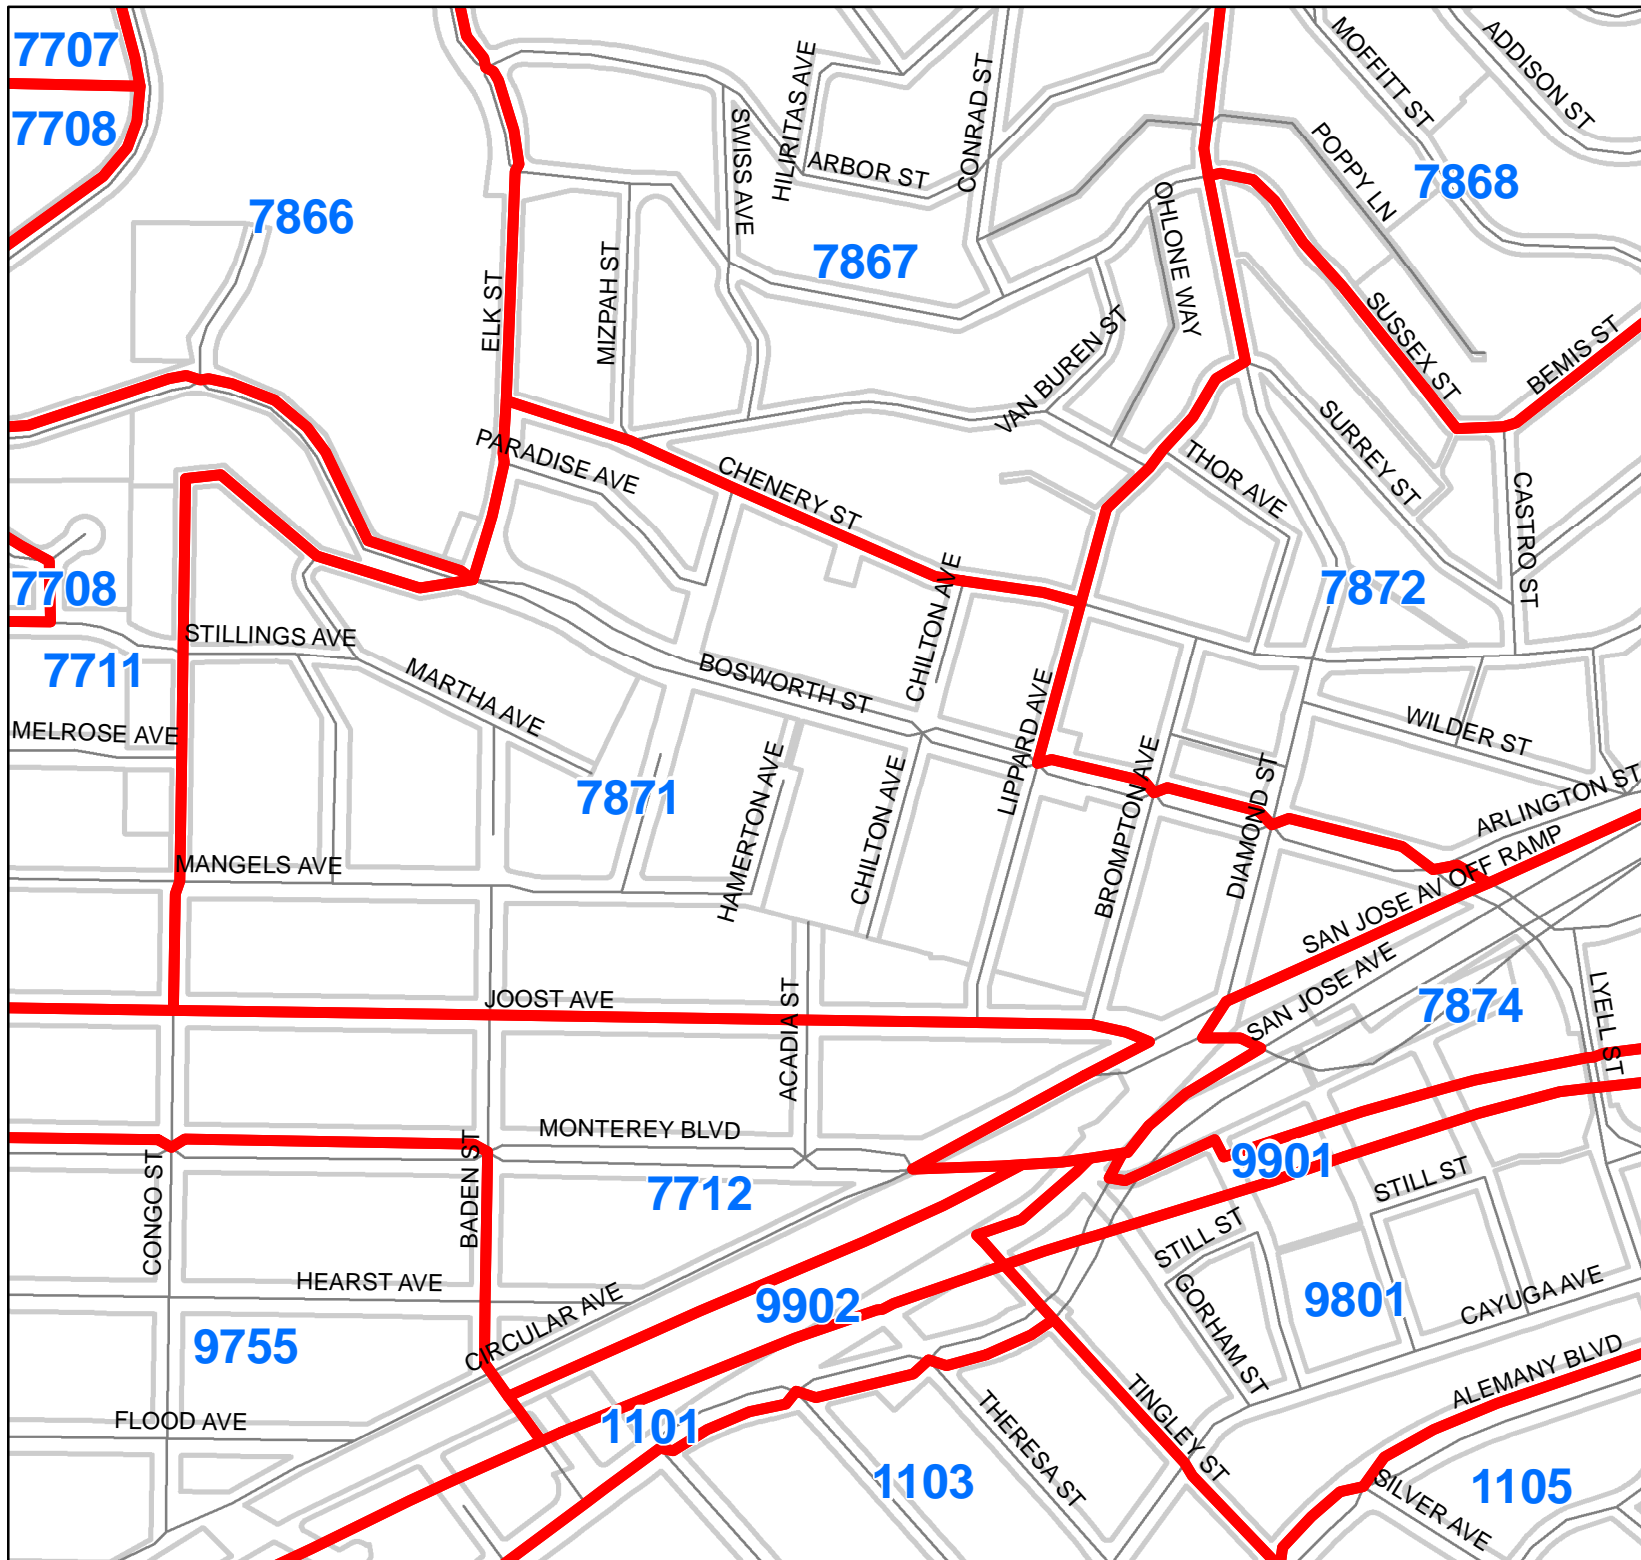 7707
7708
7866
HILIRITAS AVE
SWISS AVE
ARBOR ST
CONRAD ST
MOFFITT ST
ADDISON ST
POPPY LN
7868
7867
OHLONE WAY
ELK ST
MIZPAH ST
VAN BUREN ST
SUSSEX ST
BEMIS ST
SURREY ST
PARADISE AVE
CHENERY ST
THOR AVE
CASTRO ST
7708
7872
CHILTON AVE
STILLINGS AVE
7711
MARTHA AVE
BOSWORTH ST
LIPPARD AVE
MELROSE AVE
WILDER ST
7871
HAMERTON AVE
CHILTON AVE
BROMPTON AVE
DIAMOND ST
ARLINGTON ST
MANGELS AVE
SAN JOSE AV OFF RAMP
SAN JOSE AVE
7874
LYELL ST
JOOST AVE
ACADIA ST
MONTEREY BLVD
CONGO ST
BADEN ST
7712
9901
STILL ST
STILL ST
HEARST AVE
CIRCULAR AVE
9902
GORHAM ST
9801
CAYUGA AVE
9755
FLOOD AVE
1101
THERESA ST
TINGLEY ST
ALEMANY BLVD
1103
SILVER AVE
1105